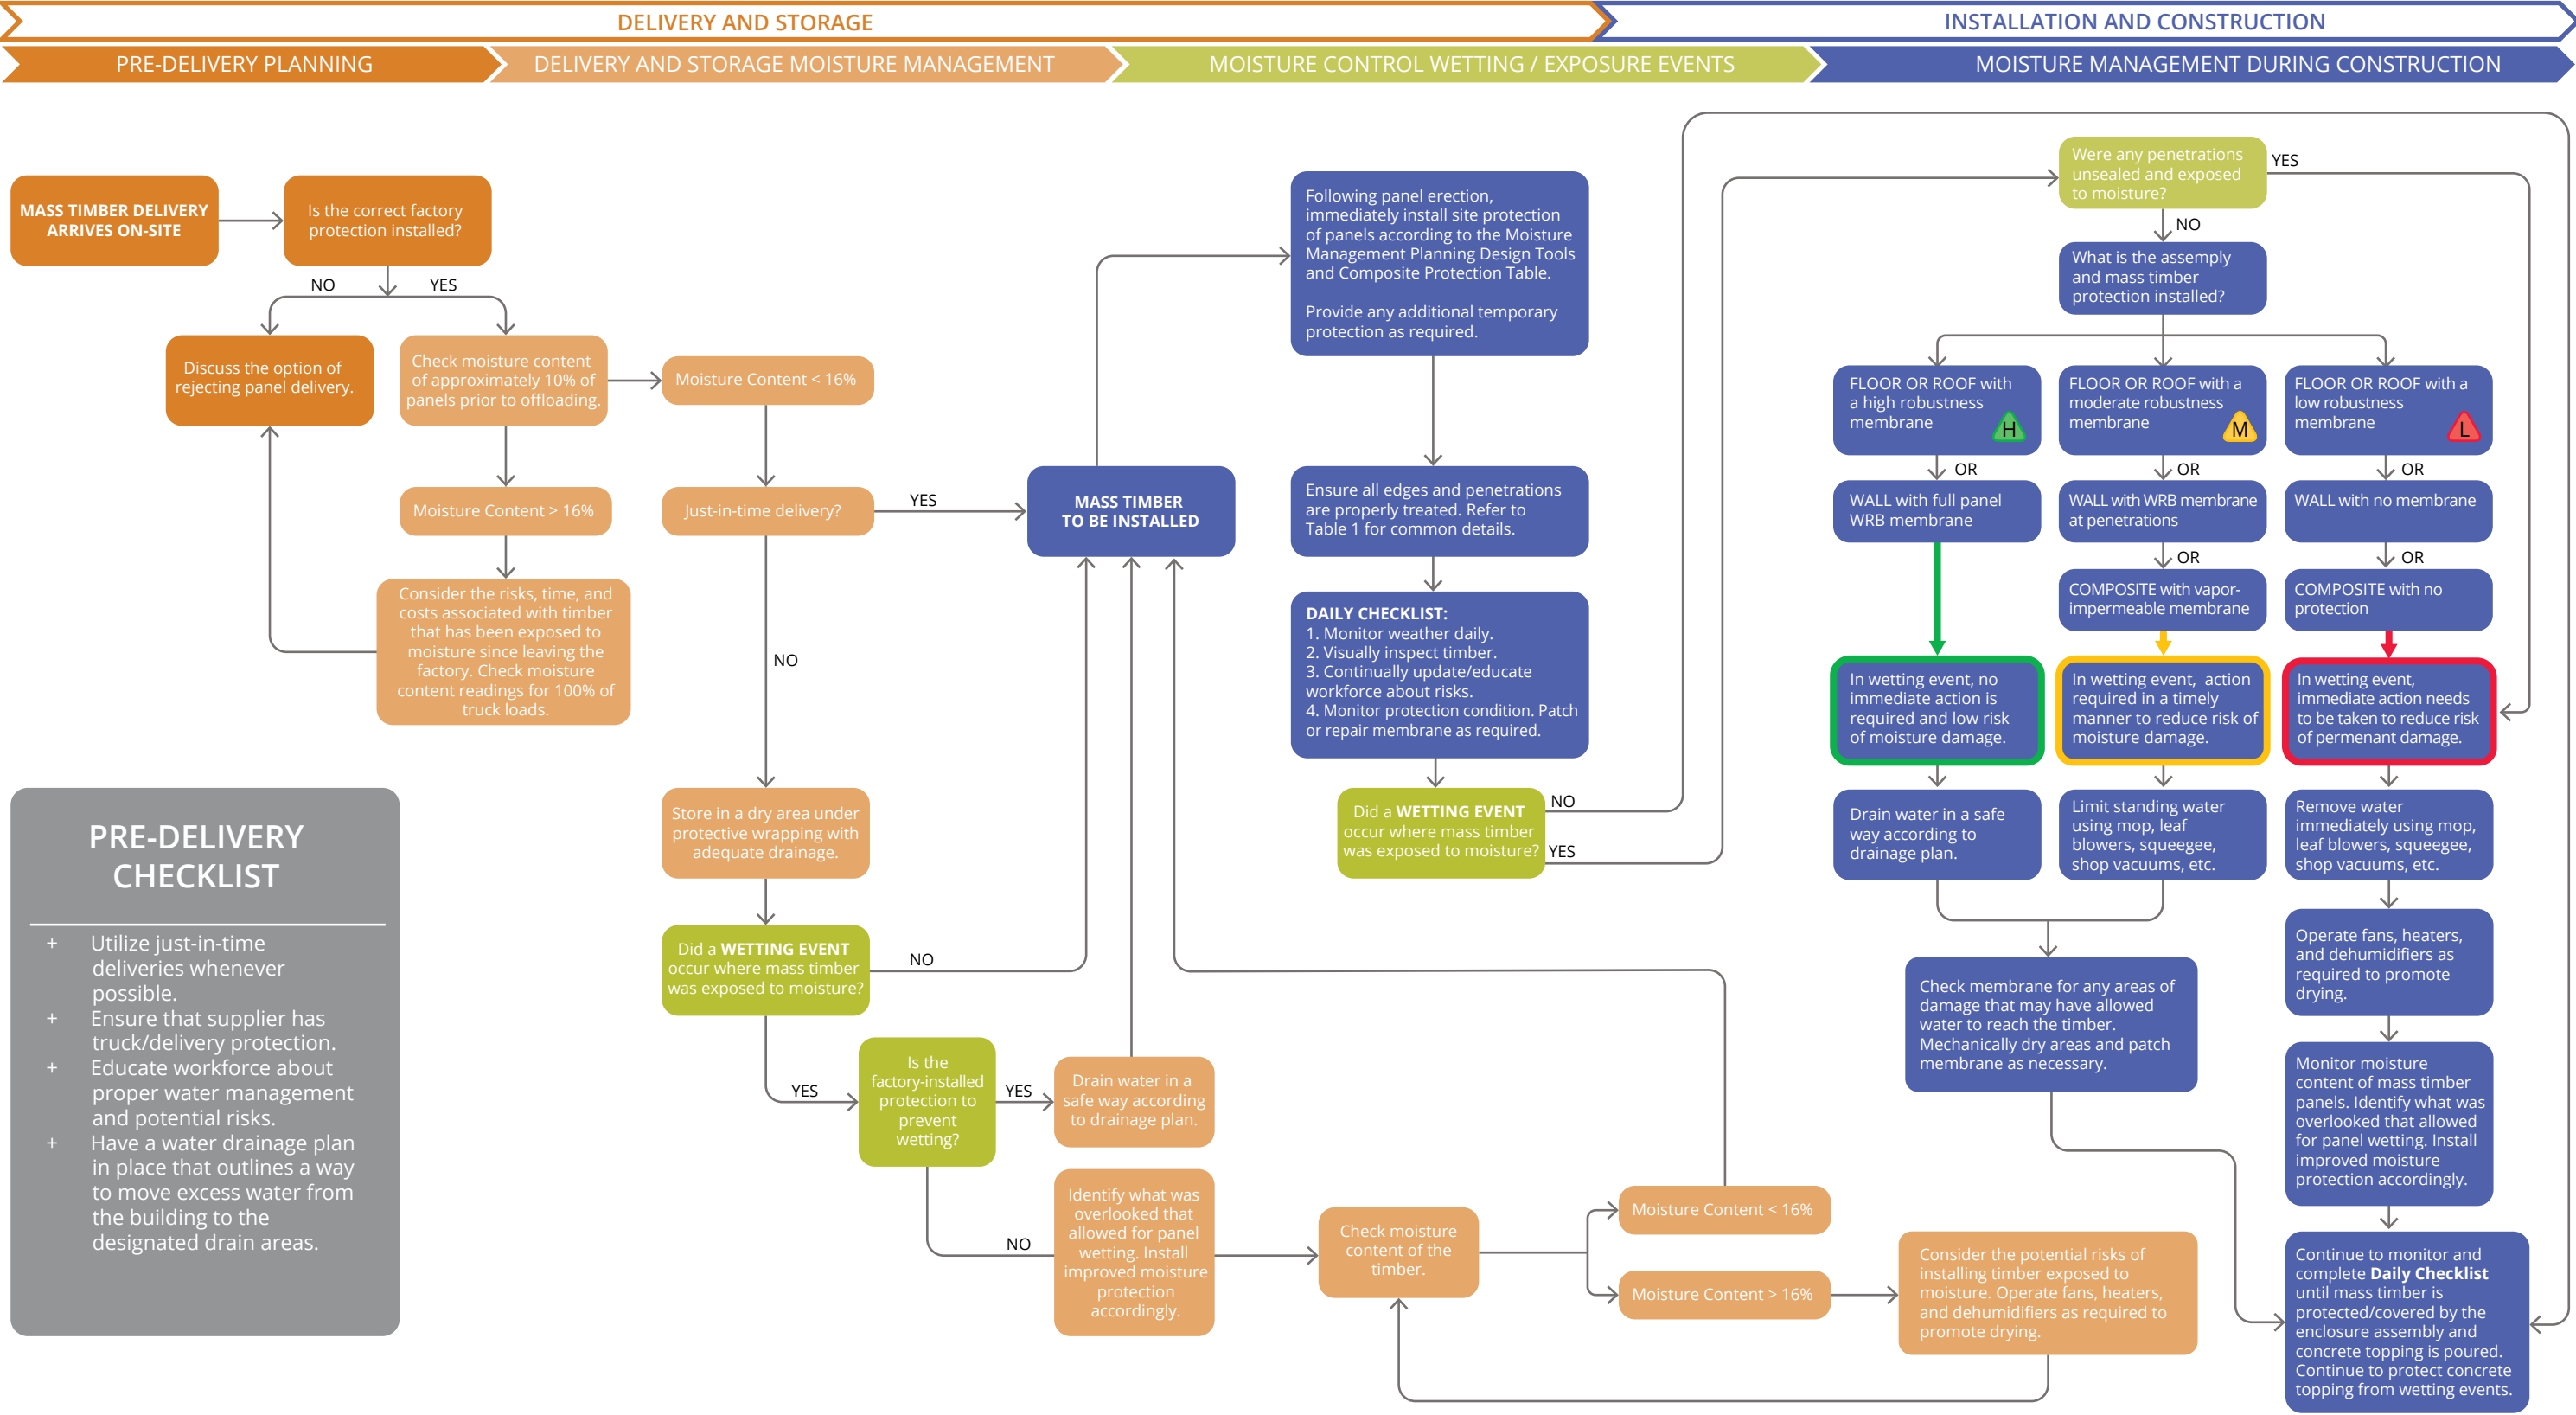 DELIVERY AND STORAGE
INSTALLATION AND CONSTRUCTION
PRE-DELIVERY PLANNING
DELIVERY AND STORAGE MOISTURE MANAGEMENT
MOISTURE CONTROL WETTING / EXPOSURE EVENTS
MOISTURE MANAGEMENT DURING CONSTRUCTION
MASS TIMBER DELIVERY
ARRIVES ON-SITE
Is the correct factory
protection installed?
NO
YES
Discuss the option of
rejecting panel delivery.
Check moisture content
of approximately 10% of
panels prior to offloading.
Moisture Content > 16%
Consider the risks, time, and
costs associated with timber
that has been exposed to
moisture since leaving the
factory. Check moisture
content readings for 100% of
truck loads.
Moisture Content < 16%
Just-in-time delivery?
YES
NO
Store in a dry area under
protective wrapping with
adequate drainage.
Did a WETTING EVENT
occur where mass timber
was exposed to moisture?
NO
YES
Is the
factory-installed
protection to
prevent
wetting?
YES
Drain water in a
safe way according
to drainage plan.
NO
Identify what was
overlooked that
allowed for panel
wetting. Install
improved moisture
protection
accordingly.
Check moisture
content of the
timber.
Moisture Content < 16%
Moisture Content > 16%
Consider the potential risks of
installing timber exposed to
moisture. Operate fans, heaters,
and dehumidifiers as required to
promote drying.
MASS TIMBER
TO BE INSTALLED
Following panel erection,
immediately install site protection
of panels according to the Moisture
Management Planning Design Tools
and Composite Protection Table.
Provide any additional temporary
protection as required.
Ensure all edges and penetrations
are properly treated. Refer to
Table 1 for common details.
DAILY CHECKLIST:
1. Monitor weather daily.
2. Visually inspect timber.
3. Continually update/educate
workforce about risks.
4. Monitor protection condition. Patch
or repair membrane as required.
Did a WETTING EVENT
occur where mass timber
was exposed to moisture?
NO
YES
Were any penetrations
unsealed and exposed
to moisture?
YES
NO
What is the assemply
and mass timber
protection installed?
FLOOR OR ROOF with
a high robustness
membrane
H
OR
WALL with full panel
WRB membrane
In wetting event, no
immediate action is
required and low risk
of moisture damage.
Drain water in a safe
way according to
drainage plan.
FLOOR OR ROOF with a
moderate robustness
membrane
M
OR
WALL with WRB membrane
at penetrations
OR
COMPOSITE with vapor-
impermeable membrane
In wetting event, action
required in a timely
manner to reduce risk of
moisture damage.
Limit standing water
using mop, leaf
blowers, squeegee,
shop vacuums, etc.
Check membrane for any areas of
damage that may have allowed
water to reach the timber.
Mechanically dry areas and patch
membrane as necessary.
FLOOR OR ROOF with a
low robustness
membrane
L
OR
WALL with no membrane
OR
COMPOSITE with no
protection
In wetting event,
immediate action needs
to be taken to reduce risk
of permenant damage.
Remove water
immediately using mop,
leaf blowers, squeegee,
shop vacuums, etc.
Operate fans, heaters,
and dehumidifiers as
required to promote
drying.
Monitor moisture
content of mass timber
panels. Identify what was
overlooked that allowed
for panel wetting. Install
improved moisture
protection accordingly.
Continue to monitor and
complete Daily Checklist
until mass timber is
protected/covered by the
enclosure assembly and
concrete topping is poured.
Continue to protect concrete
topping from wetting events.
PRE-DELIVERY
CHECKLIST
+ Utilize just-in-time
deliveries whenever
possible.
+ Ensure that supplier has
truck/delivery protection.
+ Educate workforce about
proper water management
and potential risks.
+ Have a water drainage plan
in place that outlines a way
to move excess water from
the building to the
designated drain areas.